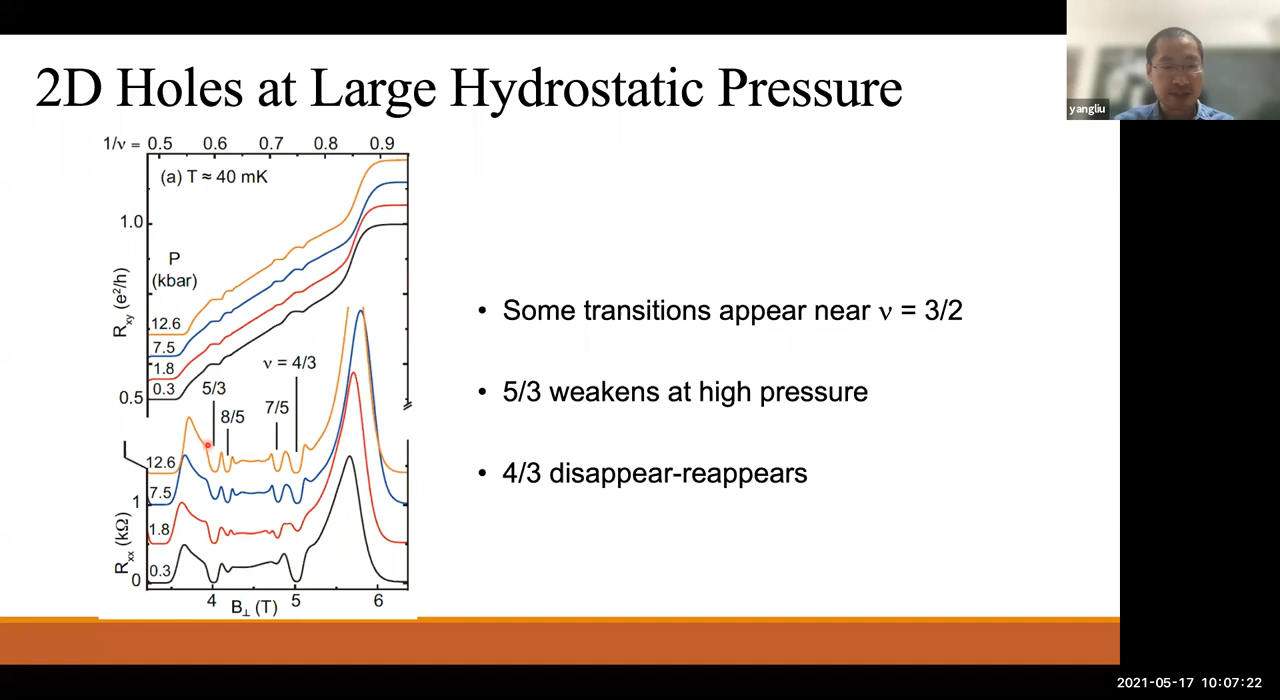 2D Holes at Large Hydrostatic Pressure
yangliu
1/ν = 0.5 0.6 0.7 0.8 0.9
(a) T ≈ 40 mK
1.0
P
(kbar)
Rxy (e²/h)
12.6
7.5
1.8
0.3
0.5
ν = 4/3
5/3
8/5
7/5
12.6
7.5
1.8
0.3
1
0
Rxx (kΩ)
4 5 6
B⊥ (T)
• Some transitions appear near ν = 3/2
• 5/3 weakens at high pressure
• 4/3 disappear-reappears
2021-05-17 10:07:22